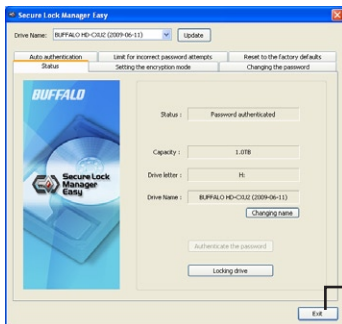 Secure Lock Manager Easy
Drive Name: BUFFALO HD-CXU2 (2009-06-11) Update
Auto authentication Limit for incorrect password attempts Reset to the factory defaults
Status Setting the encryption mode Changing the password
BUFFALO
Status : Password authenticated
Capacity : 1.0TB
Drive letter : H:
Drive Name : BUFFALO HD-CXU2 (2009-06-11)
Changing name
Secure Lock
Manager
Easy
Authenticate the password
Locking drive
Exit